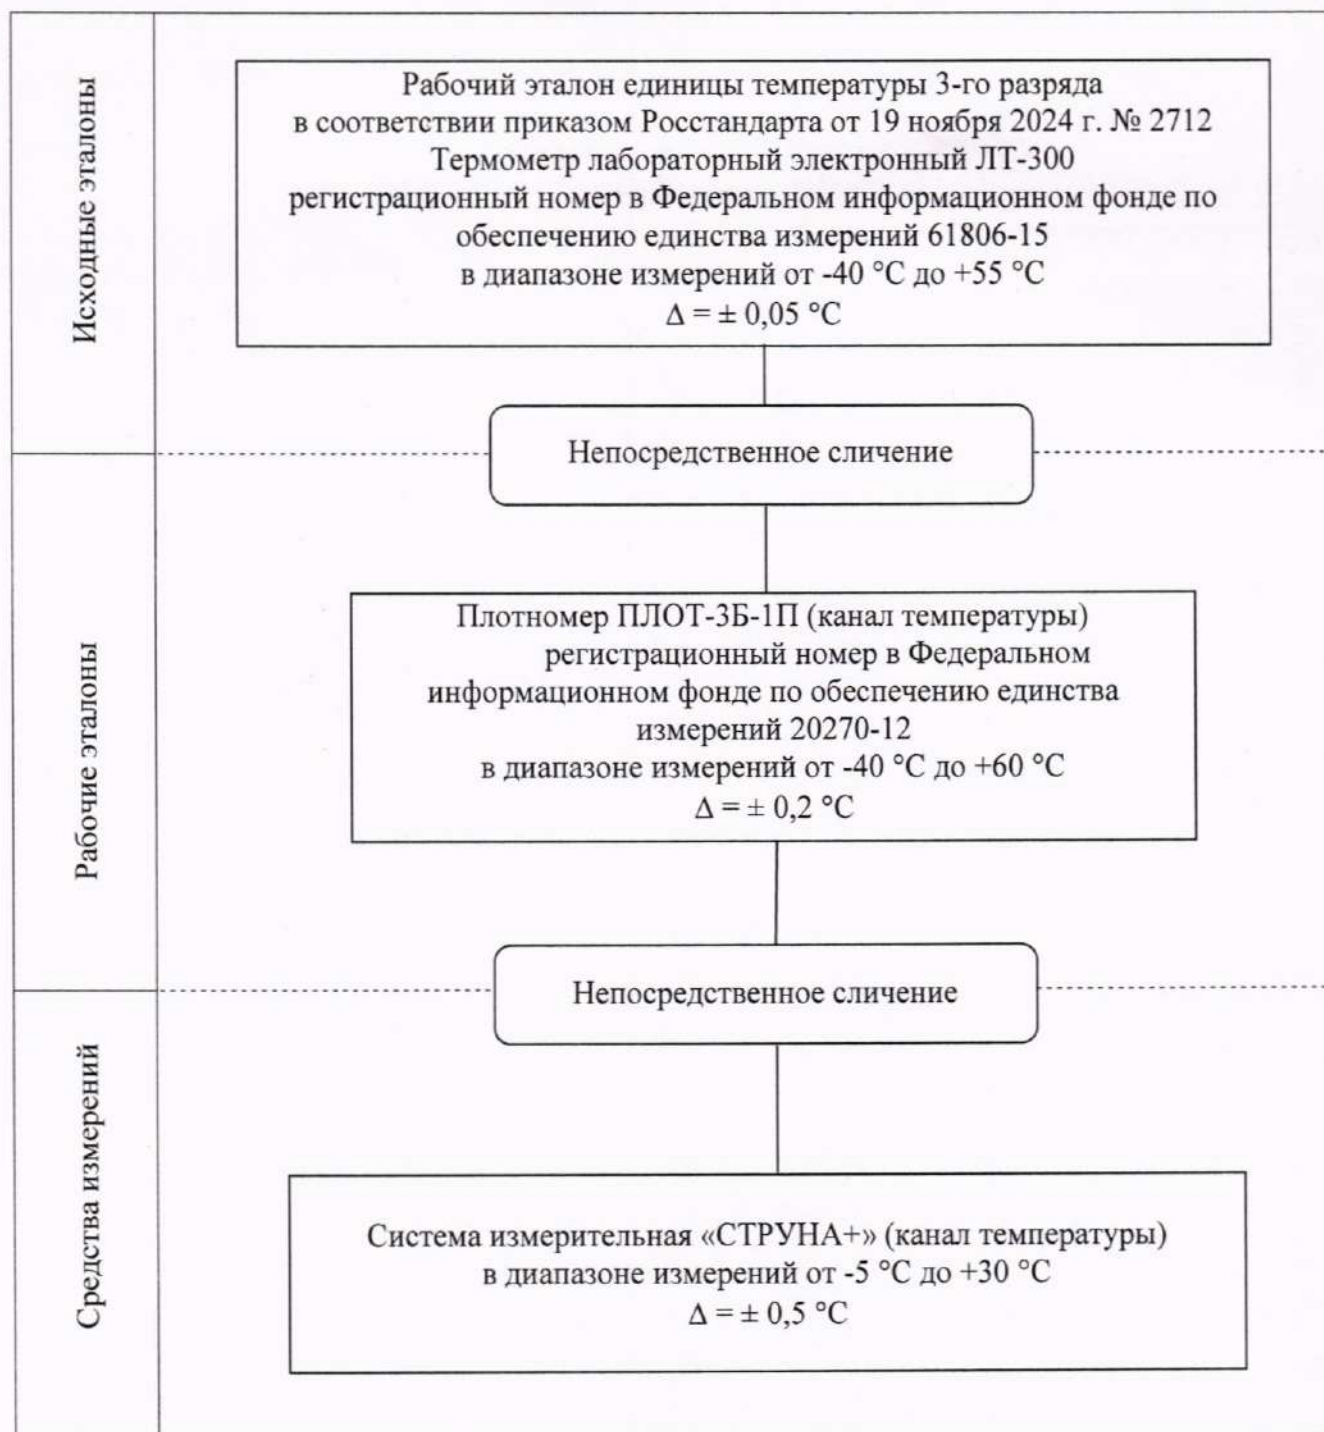 Исходные эталоны
Рабочий эталон единицы температуры 3-го разряда
в соответствии приказом Росстандарта от 19 ноября 2024 г. № 2712
Термометр лабораторный электронный ЛТ-300
регистрационный номер в Федеральном информационном фонде по
обеспечению единства измерений 61806-15
в диапазоне измерений от -40 °С до +55 °С
Δ = ± 0,05 °С
Непосредственное сличение
Рабочие эталоны
Плотномер ПЛОТ-3Б-1П (канал температуры)
регистрационный номер в Федеральном
информационном фонде по обеспечению единства
измерений 20270-12
в диапазоне измерений от -40 °С до +60 °С
Δ = ± 0,2 °С
Непосредственное сличение
Средства измерений
Система измерительная «СТРУНА+» (канал температуры)
в диапазоне измерений от -5 °С до +30 °С
Δ = ± 0,5 °С